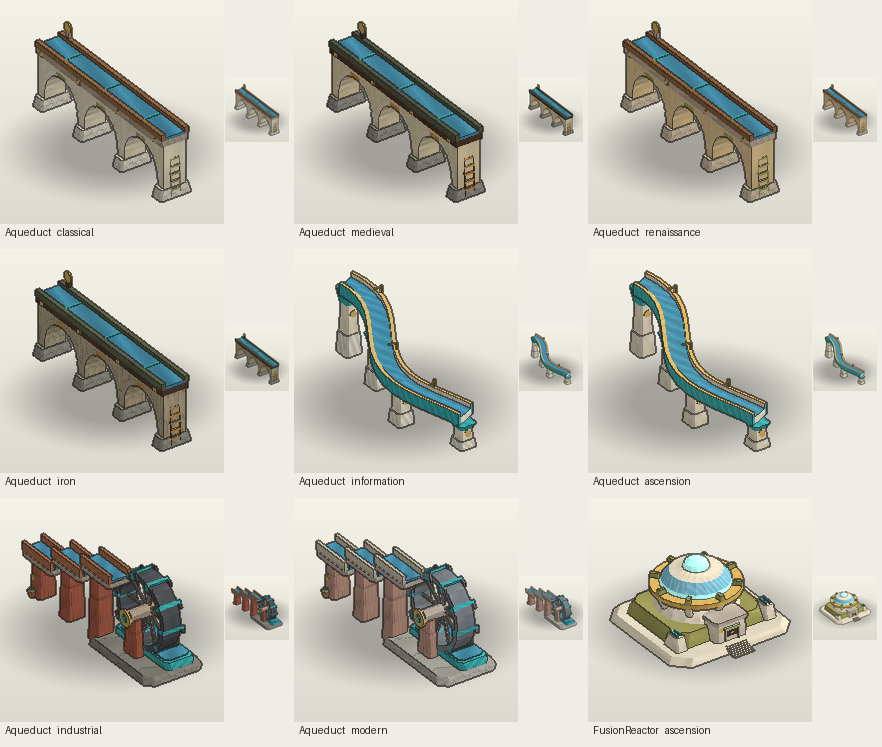 Aqueduct classical
Aqueduct medieval
Aqueduct renaissance
Aqueduct iron
Aqueduct information
Aqueduct ascension
Aqueduct industrial
Aqueduct modern
FusionReactor ascension